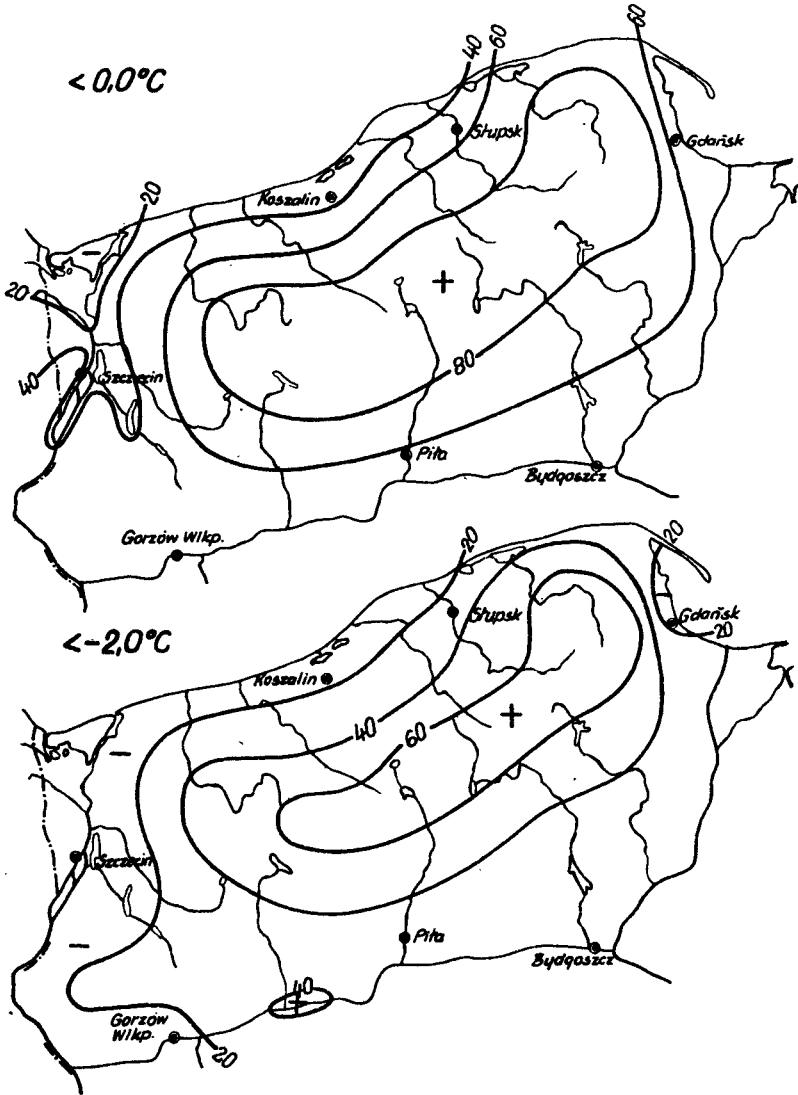 60
40
60
< 0,0°C
Słupsk
Gdańsk
Koszalin
20
–
20
+
80
40
Szczecin
Piła
Bydgoszcz
Gorzów Wlkp.
20
20
Słupsk
Gdańsk
20
<-2,0°C
Koszalin
+
40
60
–
Szczecin
Piła
–
Bydgoszcz
40
+
Gorzów
Wlkp.
20